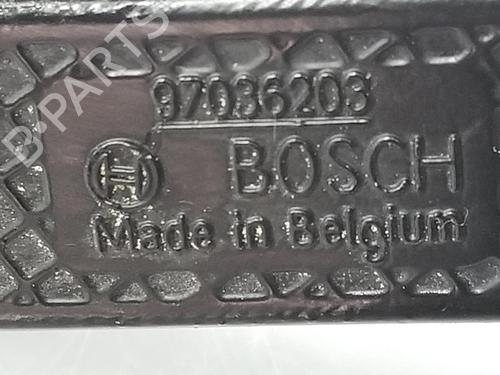 97036203
BOSCH
Made in Belgium
B-PARTS